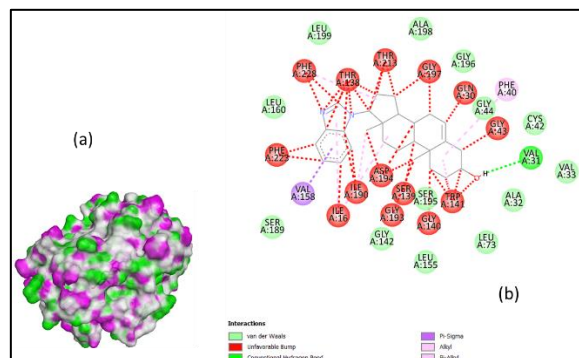 (a)
LEU
A:199
ALA
A:198
PHE
A:228
THR
A:138
THR
A:213
GLY
A:197
GLY
A:196
GLN
A:30
GLY
A:44
PHE
A:40
LEU
A:160
CYS
A:42
GLY
A:43
VAL
A:31
VAL
A:33
PHE
A:223
ASP
A:194
H
VAL
A:158
ILE
A:190
SER
A:139
SER
A:195
TRP
A:141
ALA
A:32
ILE
A:16
GLY
A:193
GLY
A:140
SER
A:189
GLY
A:142
LEU
A:73
LEU
A:155
(b)
Interactions
van der Waals
Unfavorable Bump
Conventional Hydrogen Bond
Pi-Sigma
Alkyl
Pi-Alkyl